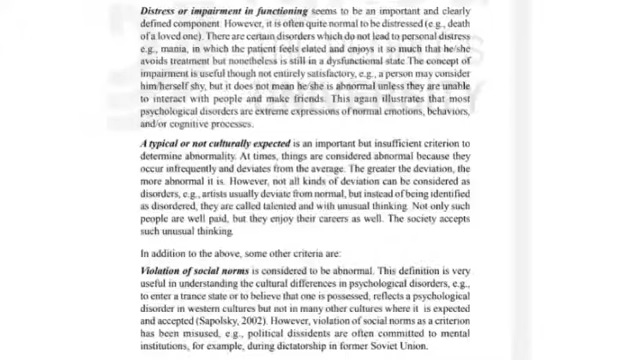 Distress or impairment in functioning seems to be an important and clearly
defined component. However, it is often quite normal to be distressed (e.g., death
of a loved one). There are certain disorders which do not lead to personal distress
e.g., mania, in which the patient feels elated and enjoys it so much that he/she
avoids treatment but nonetheless is still in a dysfunctional state The concept of
impairment is useful though not entirely satisfactory, e.g., a person may consider
him/herself shy, but it does not mean he/she is abnormal unless they are unable
to interact with people and make friends. This again illustrates that most
psychological disorders are extreme expressions of normal emotions, behaviors,
and/or cognitive processes.
A typical or not culturally expected is an important but insufficient criterion to
determine abnormality. At times, things are considered abnormal because they
occur infrequently and deviates from the average. The greater the deviation, the
more abnormal it is. However, not all kinds of deviation can be considered as
disorders, e.g., artists usually deviate from normal, but instead of being identified
as disordered, they are called talented and with unusual thinking. Not only such
people are well paid, but they enjoy their careers as well. The society accepts
such unusual thinking.
In addition to the above, some other criteria are:
Violation of social norms is considered to be abnormal. This definition is very
useful in understanding the cultural differences in psychological disorders, e.g.,
to enter a trance state or to believe that one is possessed, reflects a psychological
disorder in western cultures but not in many other cultures where it is expected
and accepted (Sapolsky, 2002). However, violation of social norms as a criterion
has been misused, e.g., political dissidents are often committed to mental
institutions, for example, during dictatorship in former Soviet Union.